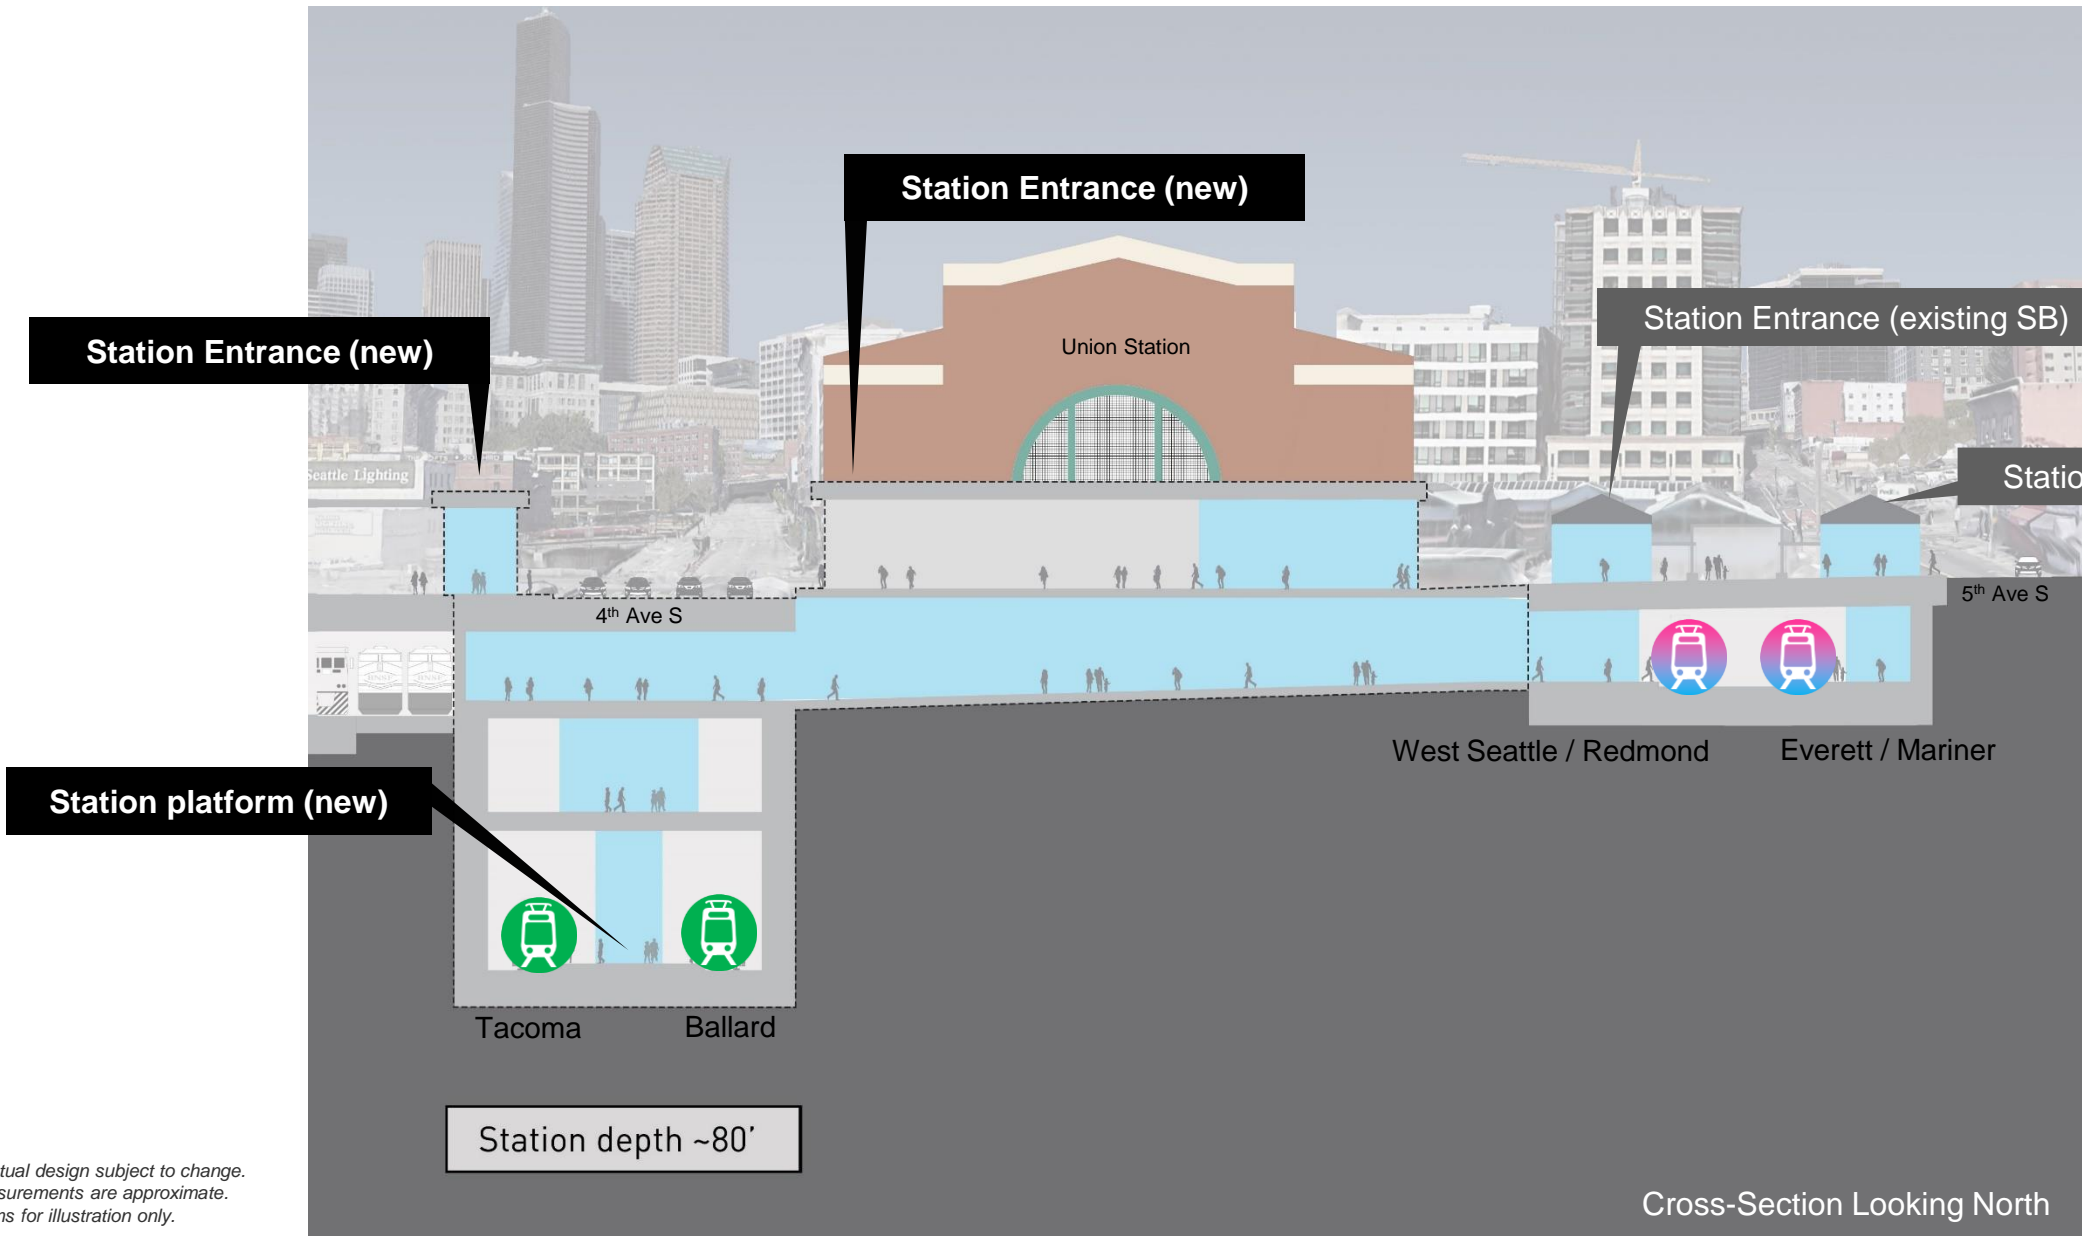 Station Entrance (new)
Station Entrance (existing SB)
Station Entrance (new)
Union Station
Seattle Lighting
Statio
4th Ave S
5th Ave S
BNSF BNSF
West Seattle / Redmond
Everett / Mariner
Station platform (new)
Tacoma
Ballard
Station depth ~80'
tual design subject to change.
surements are approximate.
ns for illustration only.
Cross-Section Looking North